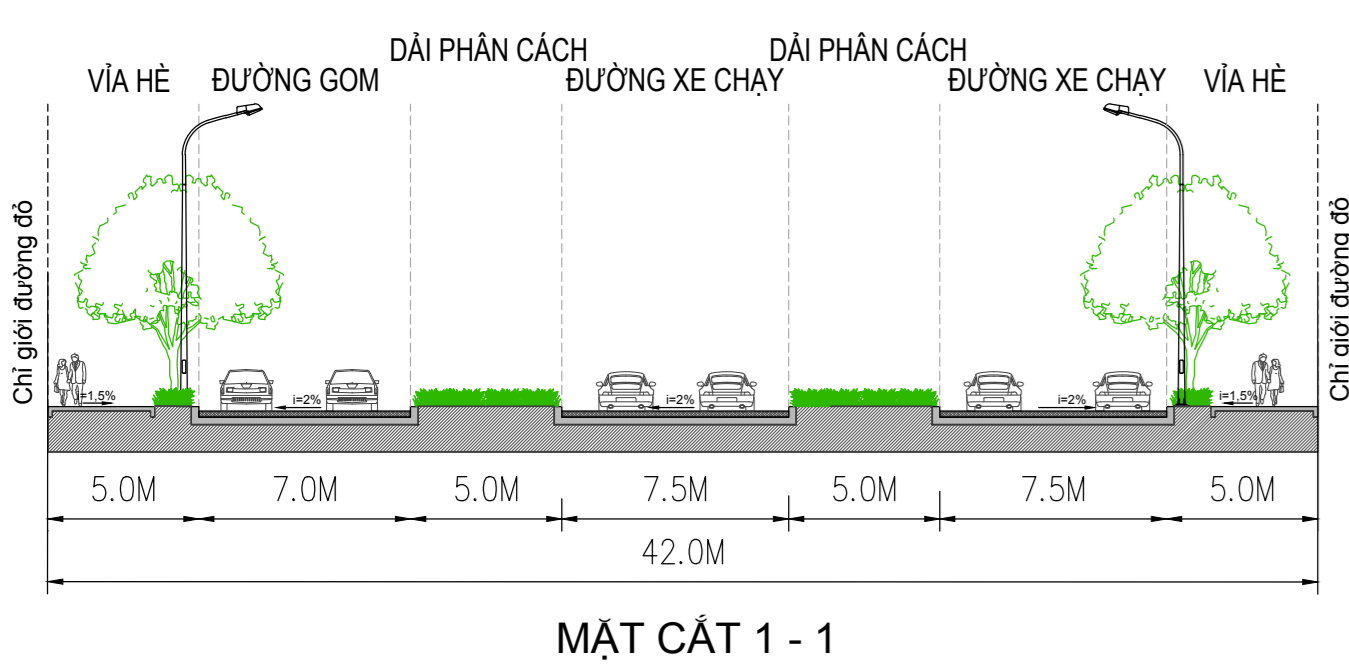 DẢI PHÂN CÁCH DẢI PHÂN CÁCH
VỈA HÈ ĐƯỜNG GOM ĐƯỜNG XE CHẠY ĐƯỜNG XE CHẠY VỈA HÈ
Chỉ giới đường đỏ
Chỉ giới đường đỏ
i=1,5% i=2% i=2% i=2% i=1,5%
5.0M 7.0M 5.0M 7.5M 5.0M 7.5M 5.0M
42.0M
MẶT CẮT 1 - 1